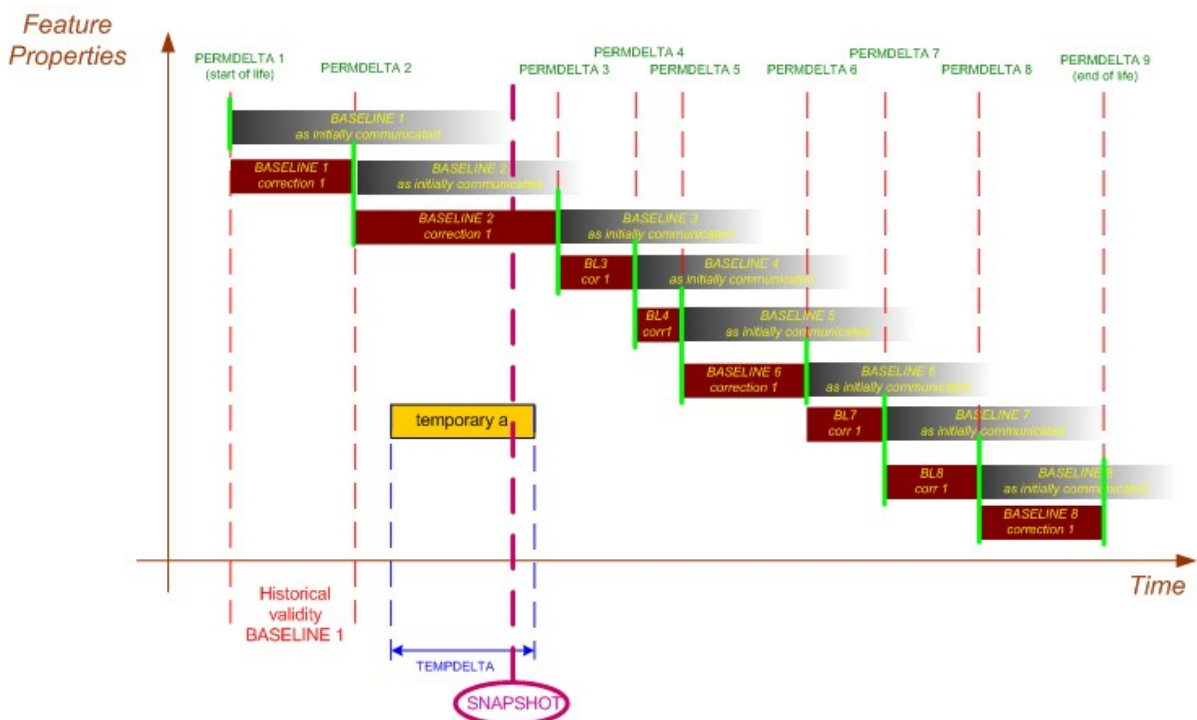 Feature
Properties
PERMDELTA 1
(start of life)
PERMDELTA 2
PERMDELTA 3
PERMDELTA 4
PERMDELTA 5
PERMDELTA 6
PERMDELTA 7
PERMDELTA 8
PERMDELTA 9
(end of life)
BASELINE 1
as initially communicated
BASELINE 1
correction 1
BASELINE 2
as initially communicated
BASELINE 2
correction 1
BASELINE 3
as initially communicated
BL3
cor 1
BASELINE 4
as initially communicated
BL4
corr1
BASELINE 5
as initially communicated
BASELINE 6
correction 1
BASELINE 6
as initially communicated
temporary a
BL7
corr 1
BASELINE 7
as initially communicated
BL8
corr 1
BASELINE 8
as initially communicated
BASELINE 8
correction 1
Time
Historical
validity
BASELINE 1
TEMPDELTA
SNAPSHOT